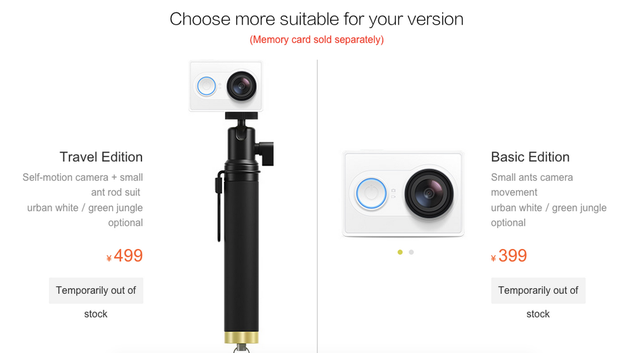 Choose more suitable for your version
(Memory card sold separately)
Travel Edition
Self-motion camera + small
ant rod suit
urban white / green jungle
optional
¥ 499
Temporarily out of
stock
Basic Edition
Small ants camera
movement
urban white / green jungle
optional
¥ 399
Temporarily out of
stock